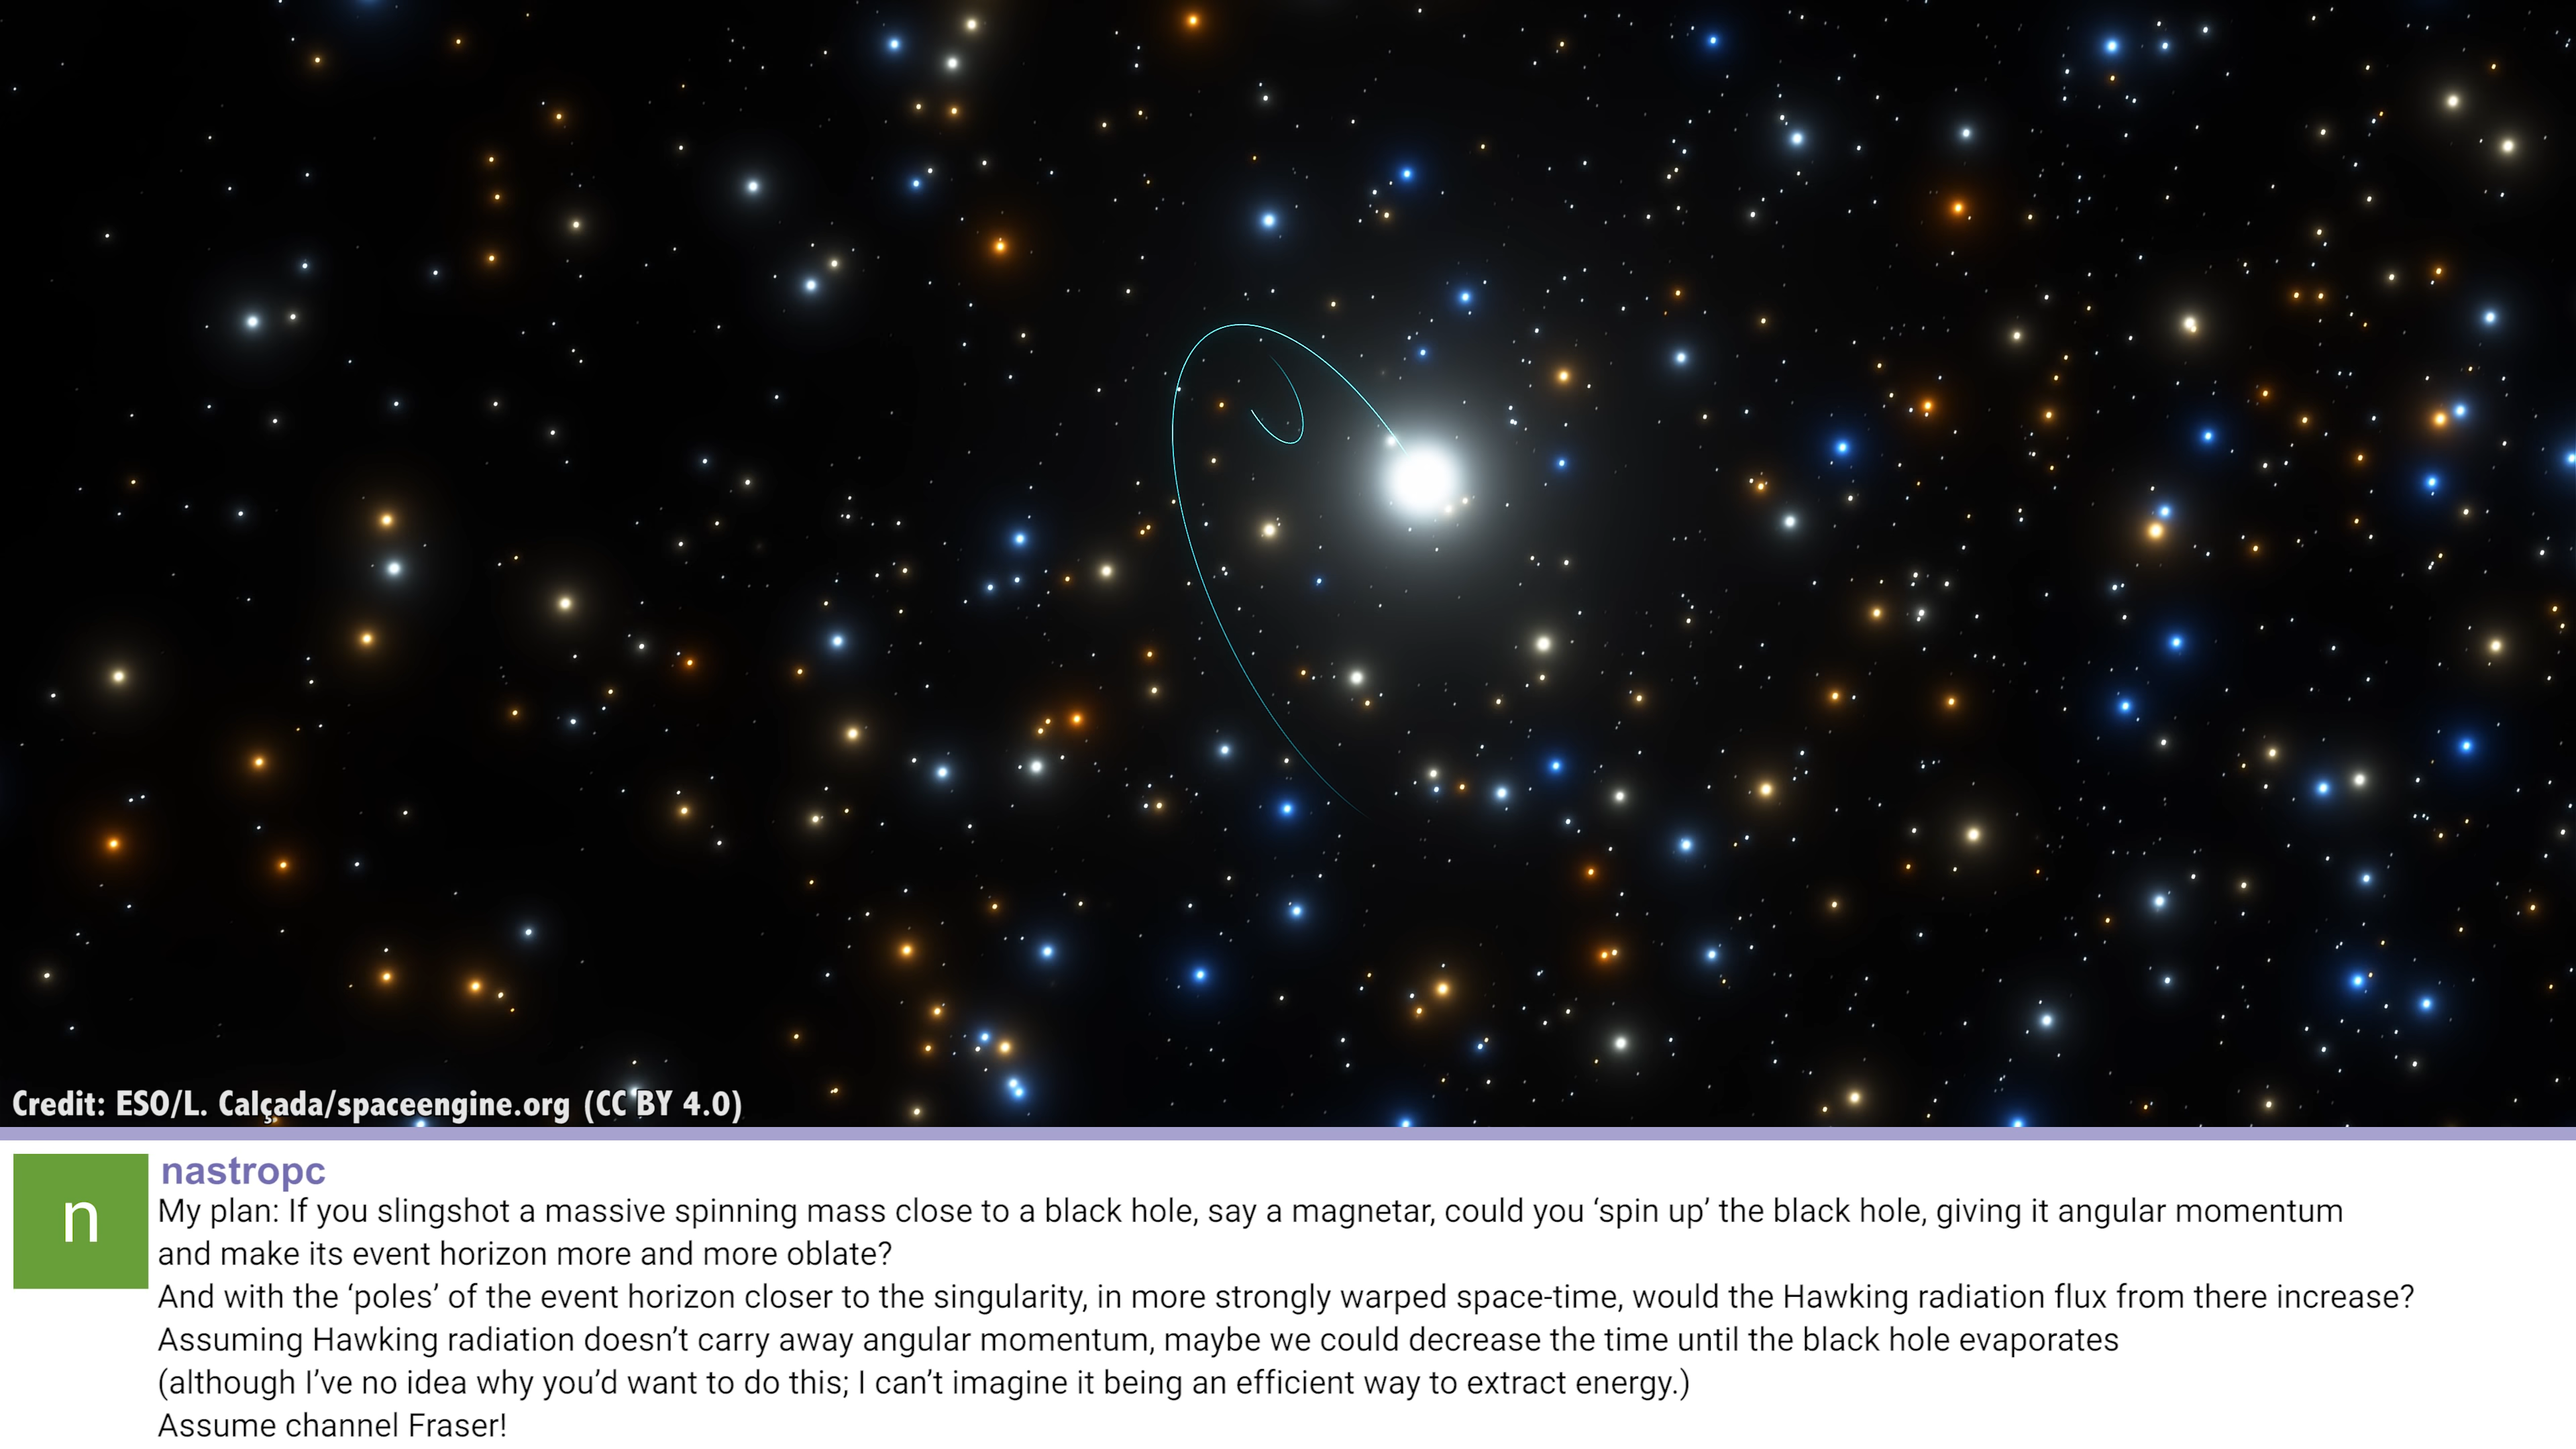 Credit: ESO/L. Calçada/spaceengine.org (CC BY 4.0)
n
nastropc
My plan: If you slingshot a massive spinning mass close to a black hole, say a magnetar, could you ‘spin up’ the black hole, giving it angular momentum
and make its event horizon more and more oblate?
And with the ‘poles’ of the event horizon closer to the singularity, in more strongly warped space-time, would the Hawking radiation flux from there increase?
Assuming Hawking radiation doesn’t carry away angular momentum, maybe we could decrease the time until the black hole evaporates
(although I’ve no idea why you’d want to do this; I can’t imagine it being an efficient way to extract energy.)
Assume channel Fraser!